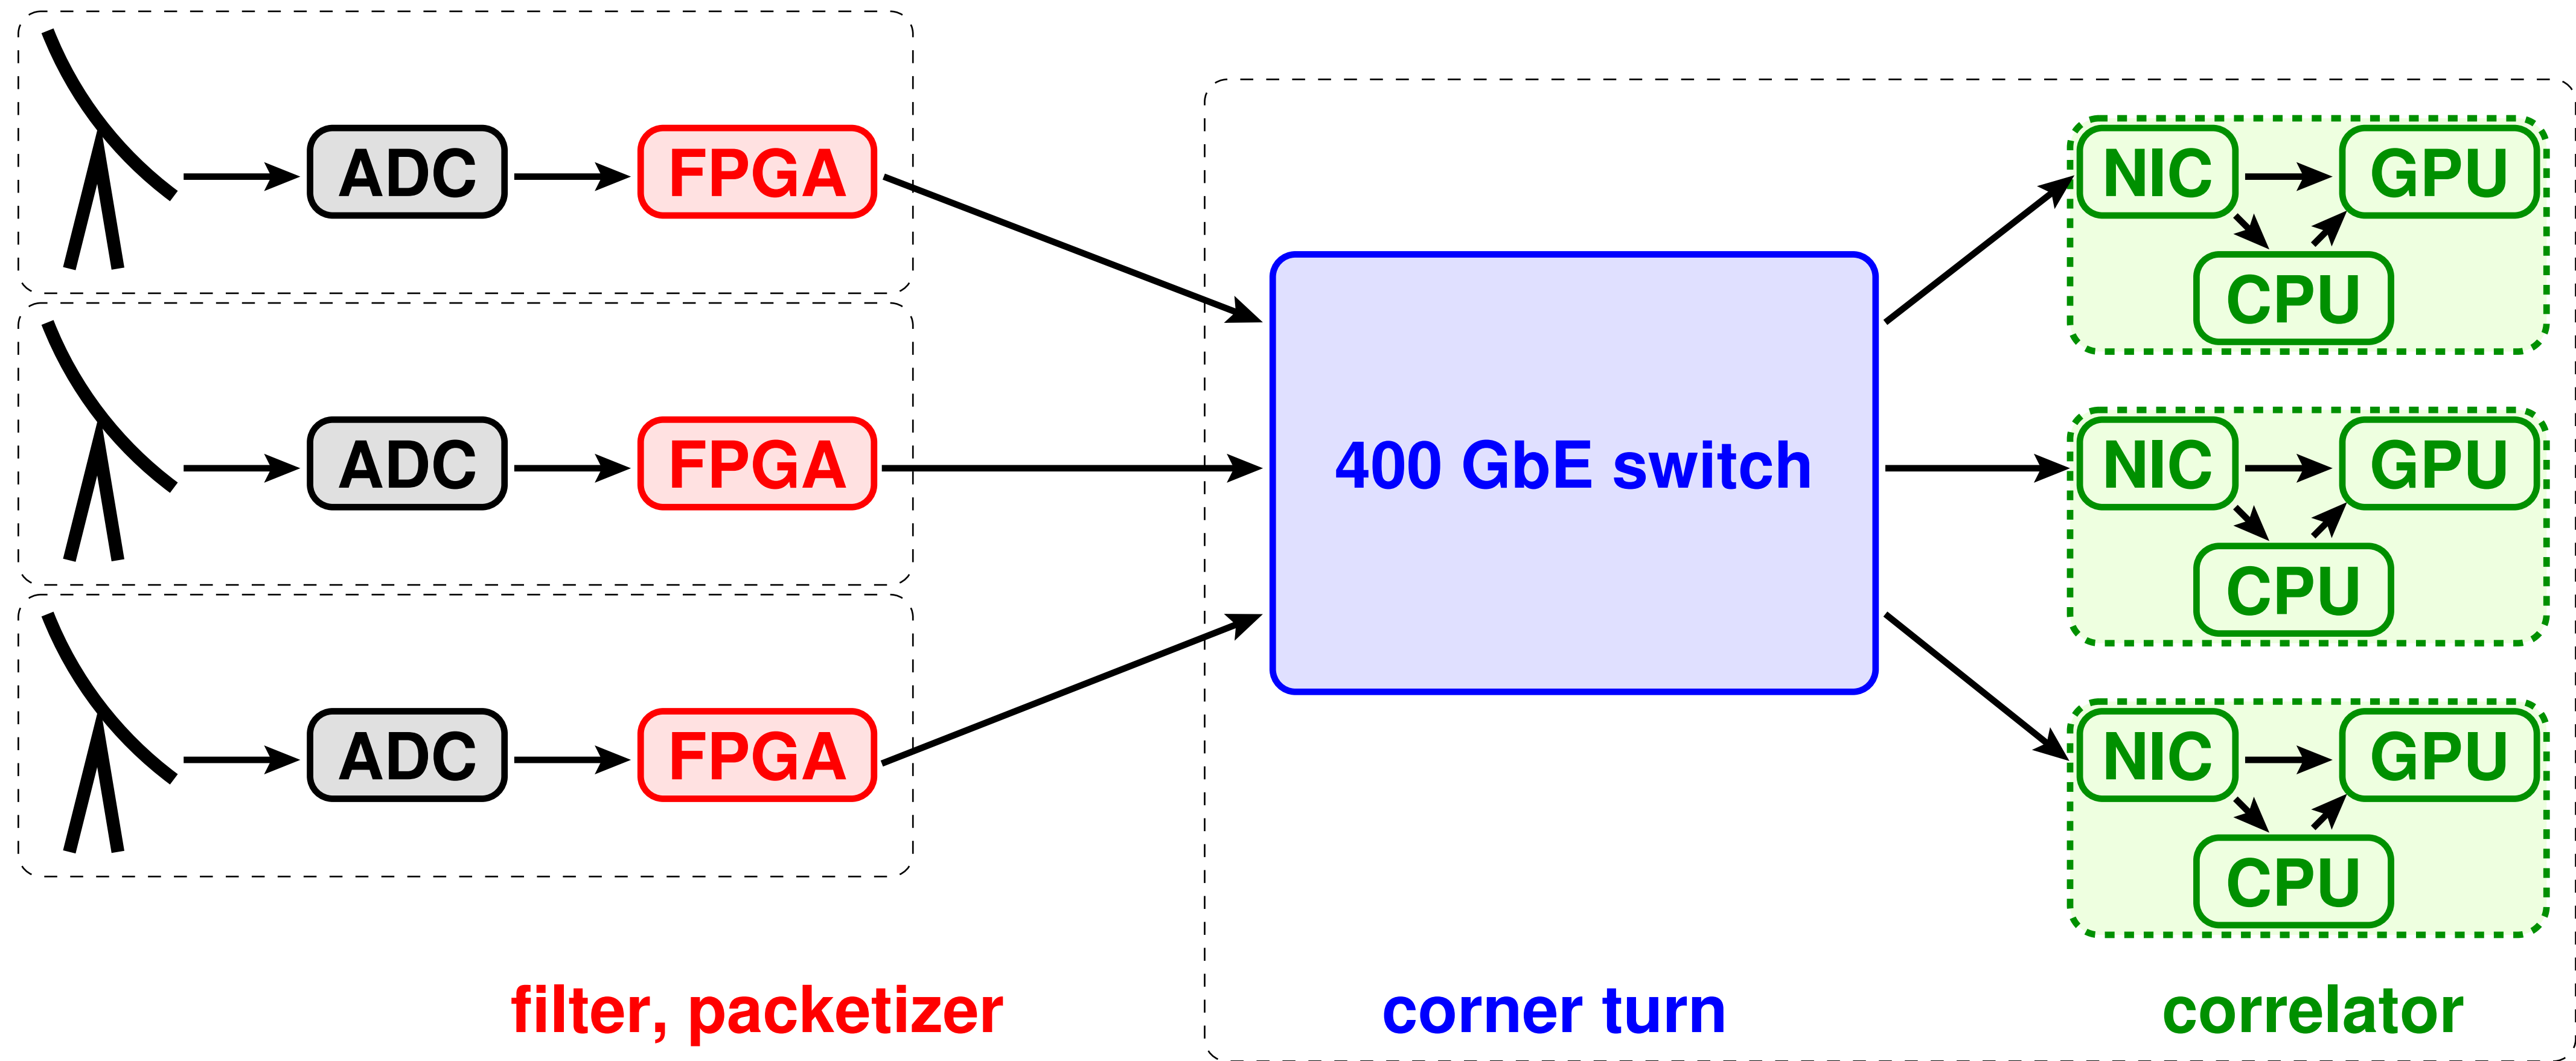 ADC
FPGA
NIC
GPU
CPU
ADC
FPGA
400 GbE switch
NIC
GPU
CPU
ADC
FPGA
NIC
GPU
CPU
filter, packetizer
corner turn
correlator